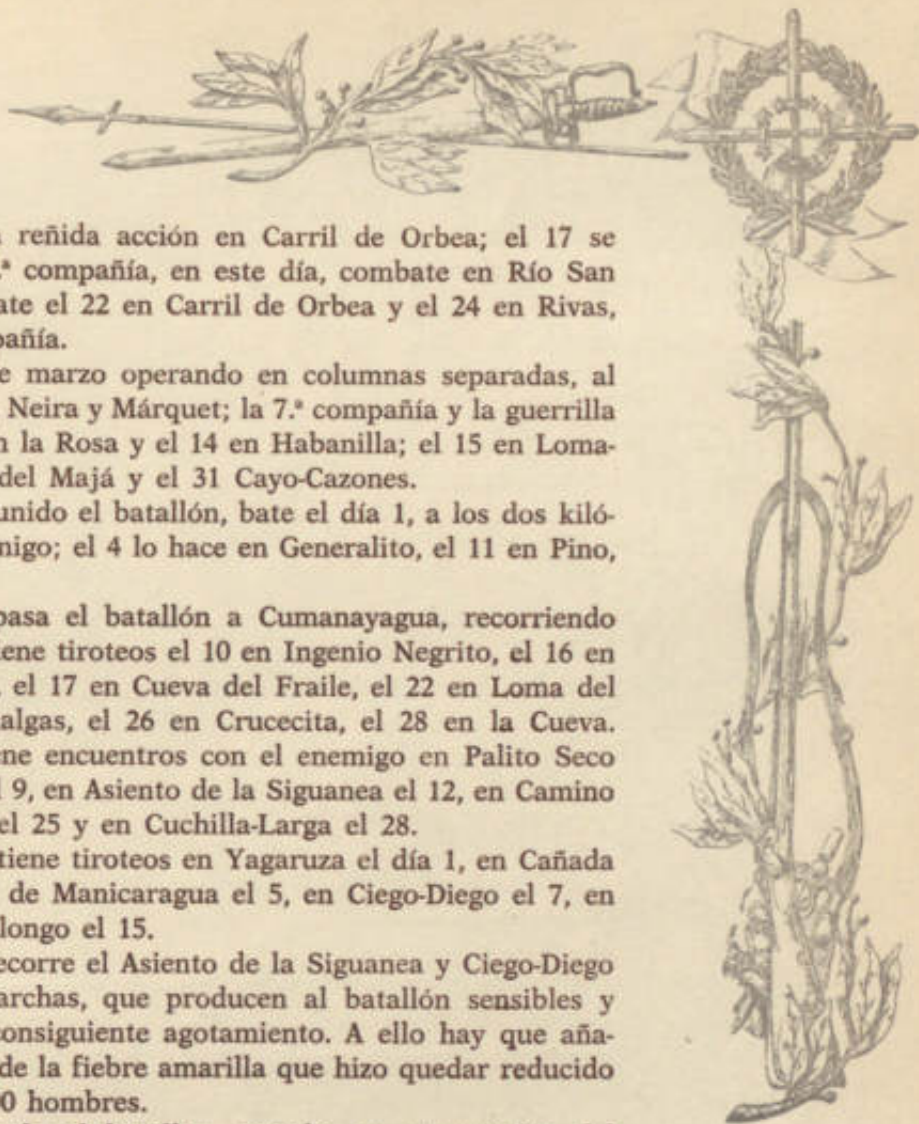 reñida acción en Carril de Orbea; el 17 se
compañía, en este día, combate en Río San
ate el 22 en Carril de Orbea y el 24 en Rivas,
pañía.
e marzo operando en columnas separadas, al
Neira y Márquet; la 7.ª compañía y la guerrilla
n la Rosa y el 14 en Habanilla; el 15 en Loma-
del Majá y el 31 Cayo-Cazones.
unido el batallón, bate el día 1, a los dos kiló-
nigo; el 4 lo hace en Generalito, el 11 en Pino,
pasa el batallón a Cumanayagua, recorriendo
iene tiroteos el 10 en Ingenio Negrito, el 16 en
el 17 en Cueva del Fraile, el 22 en Loma del
algas, el 26 en Crucecita, el 28 en la Cueva.
ene encuentros con el enemigo en Palito Seco
l 9, en Asiento de la Siguanea el 12, en Camino
el 25 y en Cuchilla-Larga el 28.
tiene tiroteos en Yagaruza el día 1, en Cañada
de Manicaragua el 5, en Ciego-Diego el 7, en
longo el 15.
ecorre el Asiento de la Siguanea y Ciego-Diego
archas, que producen al batallón sensibles y
consiguiente agotamiento. A ello hay que aña-
de la fiebre amarilla que hizo quedar reducido
0 hombres.